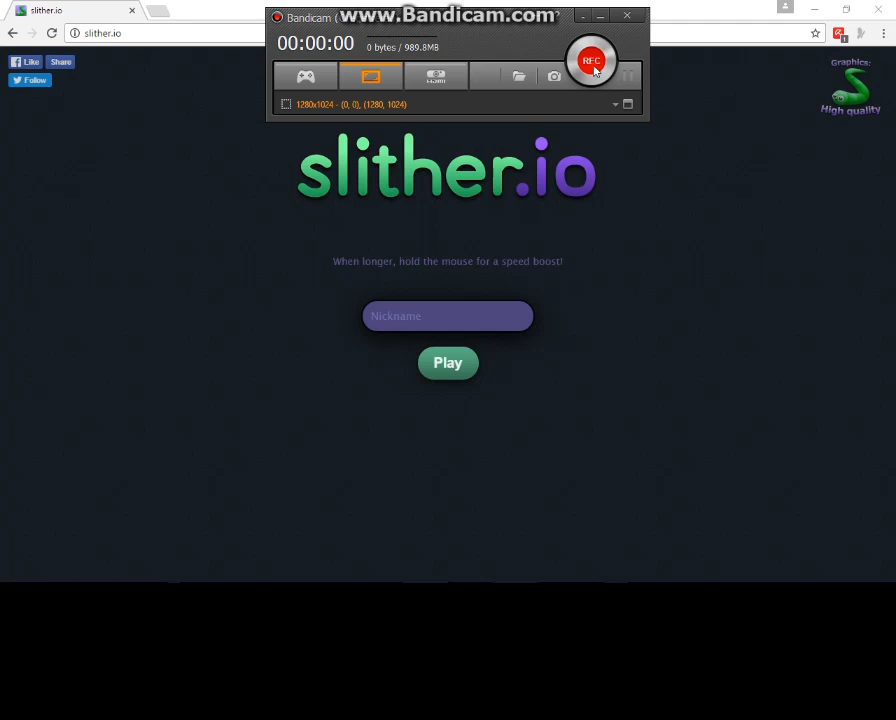 slither.io
Bandicam
www.Bandicam.com
slither.io
00:00:00
0 bytes / 989.8MB
REC
Like
Share
Follow
HDMI
1280x1024 - (0, 0), (1280, 1024)
1
Graphics:
High quality
slither.io
When longer, hold the mouse for a speed boost!
Nickname
Play